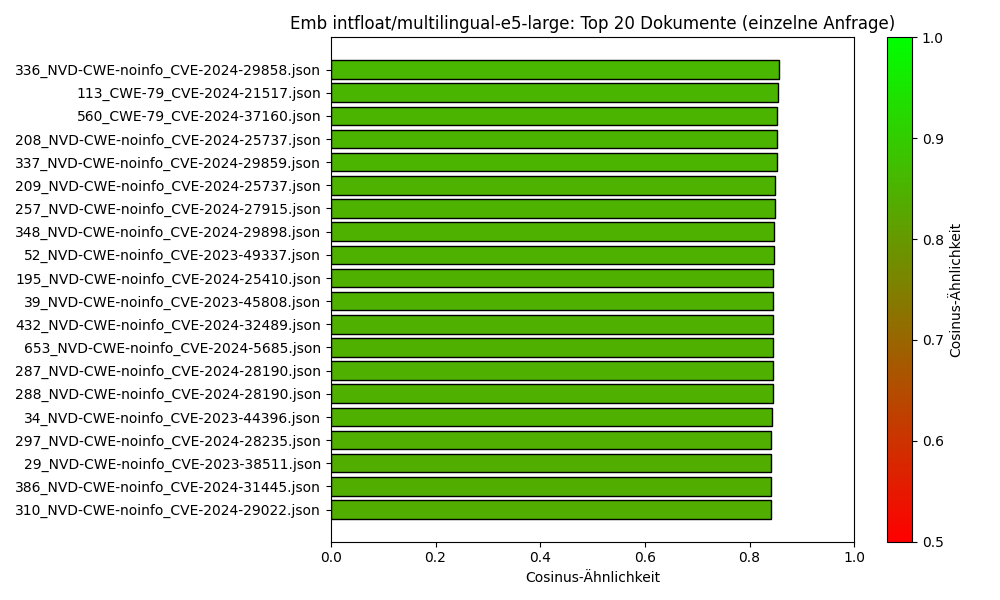 Emb intfloat/multilingual-e5-large: Top 20 Dokumente (einzelne Anfrage)
336_NVD-CWE-noinfo_CVE-2024-29858.json
113_CWE-79_CVE-2024-21517.json
560_CWE-79_CVE-2024-37160.json
208_NVD-CWE-noinfo_CVE-2024-25737.json
337_NVD-CWE-noinfo_CVE-2024-29859.json
209_NVD-CWE-noinfo_CVE-2024-25737.json
257_NVD-CWE-noinfo_CVE-2024-27915.json
348_NVD-CWE-noinfo_CVE-2024-29898.json
52_NVD-CWE-noinfo_CVE-2023-49337.json
195_NVD-CWE-noinfo_CVE-2024-25410.json
39_NVD-CWE-noinfo_CVE-2023-45808.json
432_NVD-CWE-noinfo_CVE-2024-32489.json
653_NVD-CWE-noinfo_CVE-2024-5685.json
287_NVD-CWE-noinfo_CVE-2024-28190.json
288_NVD-CWE-noinfo_CVE-2024-28190.json
34_NVD-CWE-noinfo_CVE-2023-44396.json
297_NVD-CWE-noinfo_CVE-2024-28235.json
29_NVD-CWE-noinfo_CVE-2023-38511.json
386_NVD-CWE-noinfo_CVE-2024-31445.json
310_NVD-CWE-noinfo_CVE-2024-29022.json
0.0 0.2 0.4 0.6 0.8 1.0
Cosinus-Ähnlichkeit
1.0
0.9
0.8
0.7
0.6
0.5
Cosinus-Ähnlichkeit